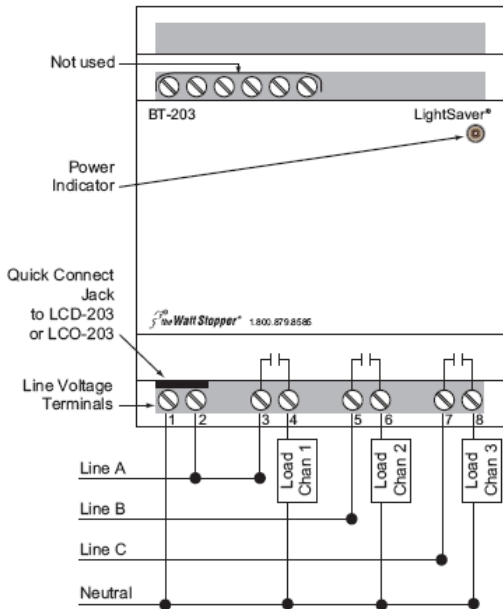 Not used
BT-203
LightSaver®
Power
Indicator
Quick Connect
Jack
to LCD-203
or LCO-203
the Watt Stopper® 1.800.879.8585
Line Voltage
Terminals
1 2 3 4 5 6 7 8
Load
Chan 1
Load
Chan 2
Load
Chan 3
Line A
Line B
Line C
Neutral